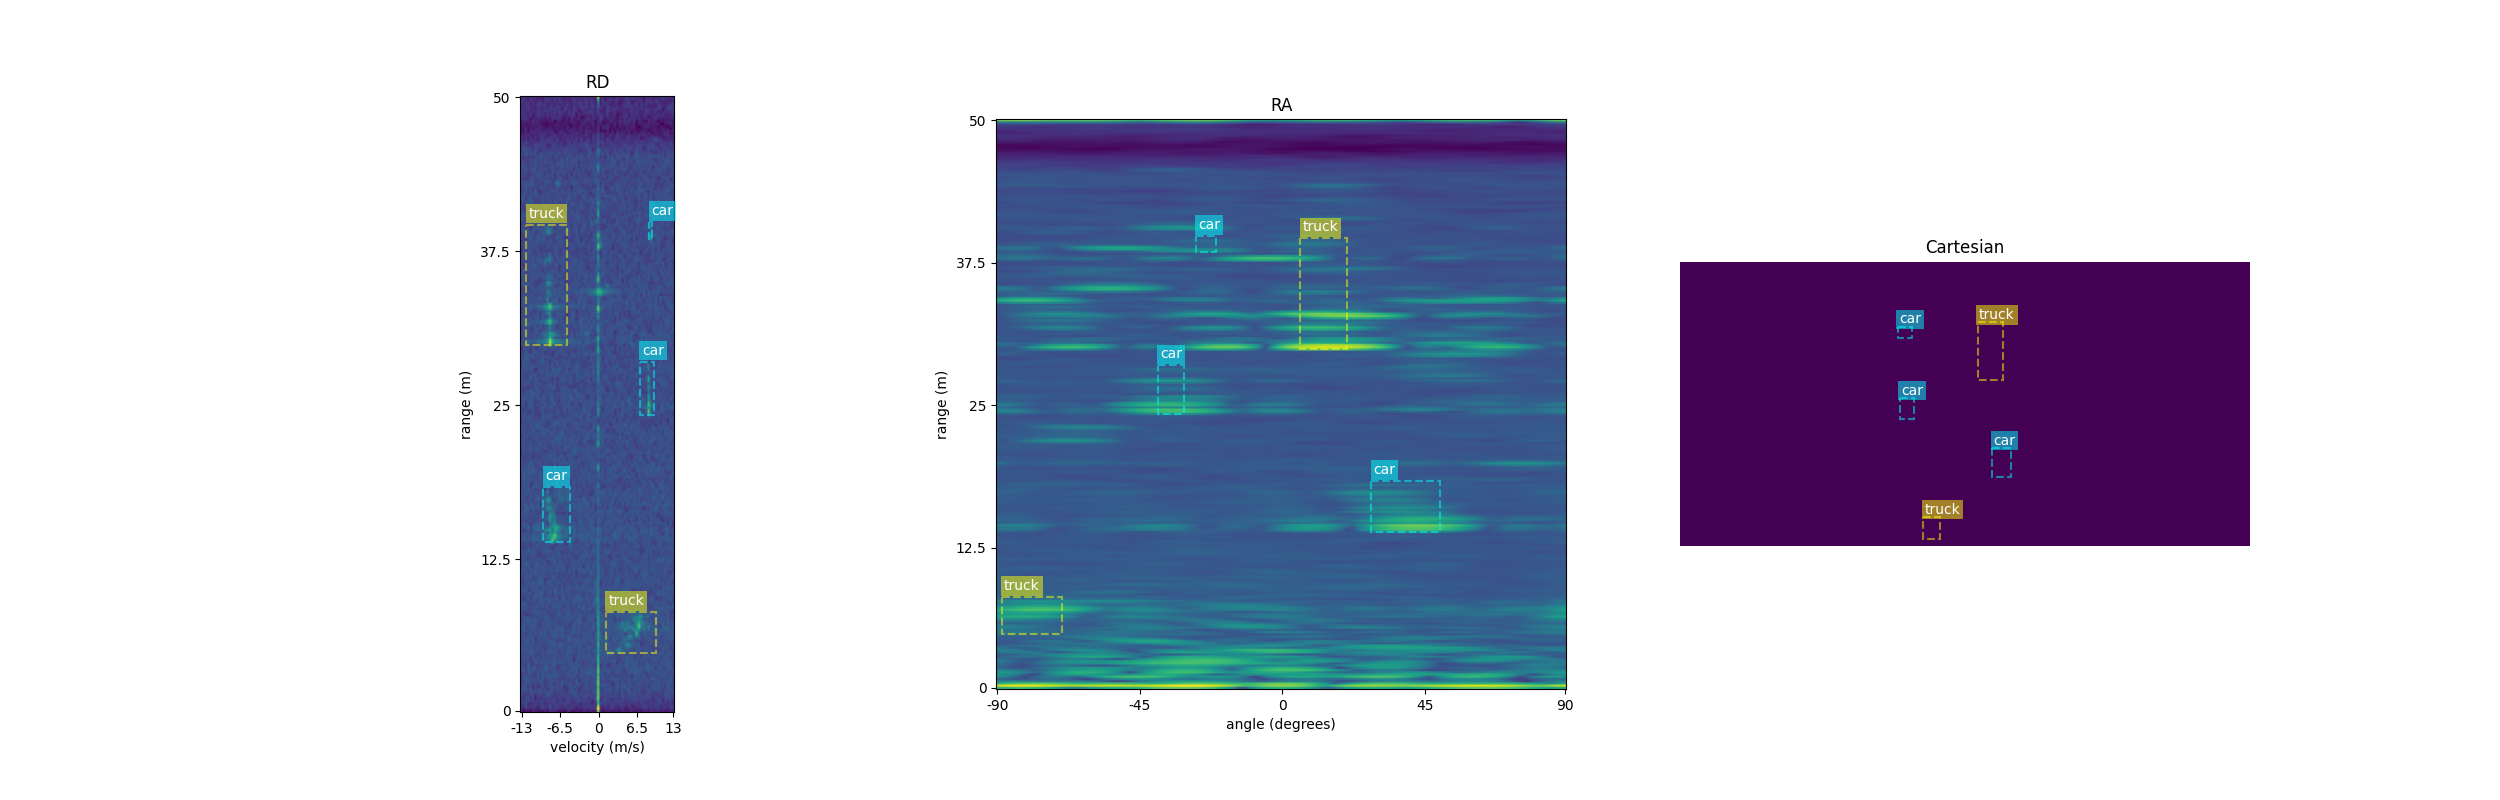 RD
50
37.5
25
12.5
0
range (m)
truck
car
car
car
truck
-13 -6.5 0 6.5 13
velocity (m/s)
RA
50
37.5
25
12.5
0
range (m)
car
truck
car
car
truck
-90 -45 0 45 90
angle (degrees)
Cartesian
car
truck
car
car
truck